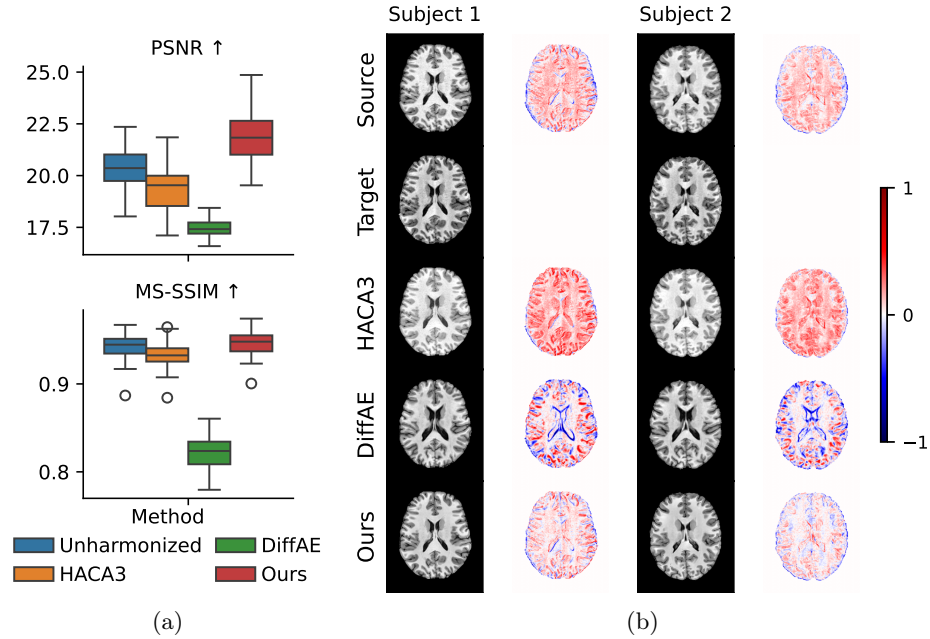 (a)
PSNR ↑
25.0
22.5
20.0
17.5
MS-SSIM ↑
0.9
0.8
Method
Unharmonized
DiffAE
HACA3
Ours
(b)
Subject 1
Subject 2
Source
Target
HACA3
DiffAE
Ours
1
0
−1
(a)
(b)